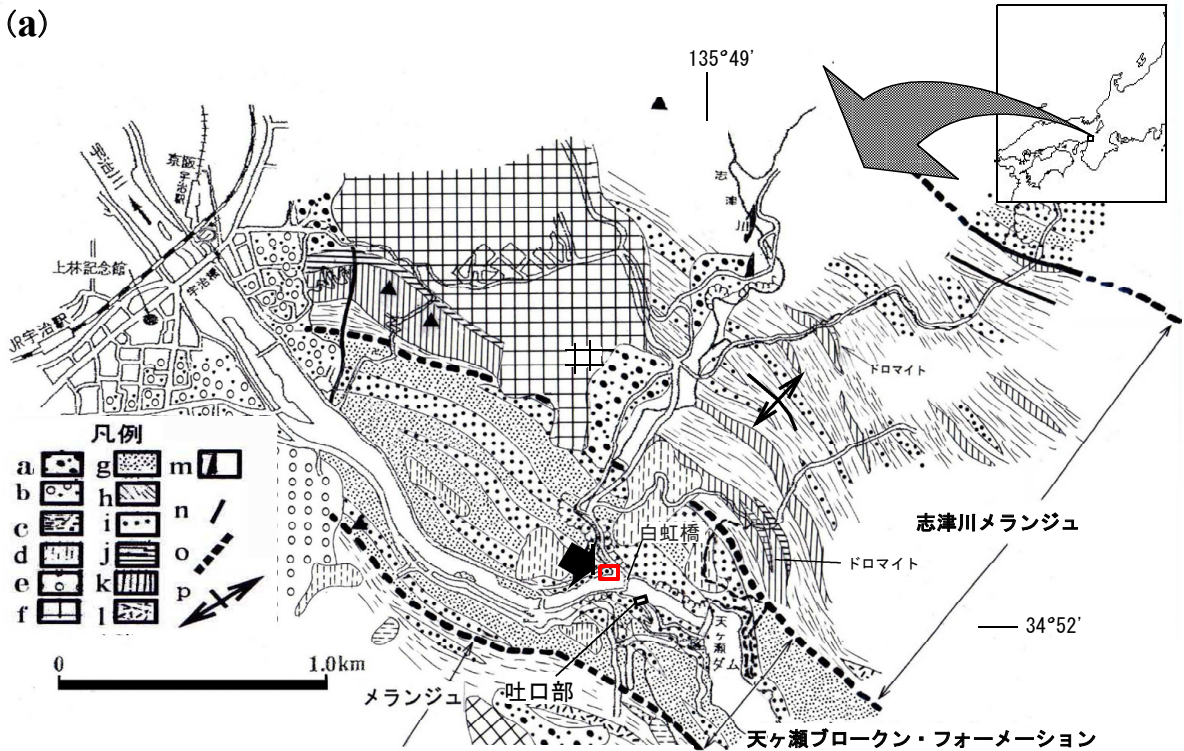 (a)
135°49'
宇治川
京阪宇治駅
志津川
上林記念館
宇治橋
JR宇治駅
ドロマイト
凡例
a
g
m
b
h
n
c
i
o
d
j
p
e
k
f
l
志津川メランジュ
白虹橋
ドロマイト
34°52'
天ヶ瀬ダム
0
1.0km
メランジュ
吐口部
天ヶ瀬ブロークン・フォーメーション